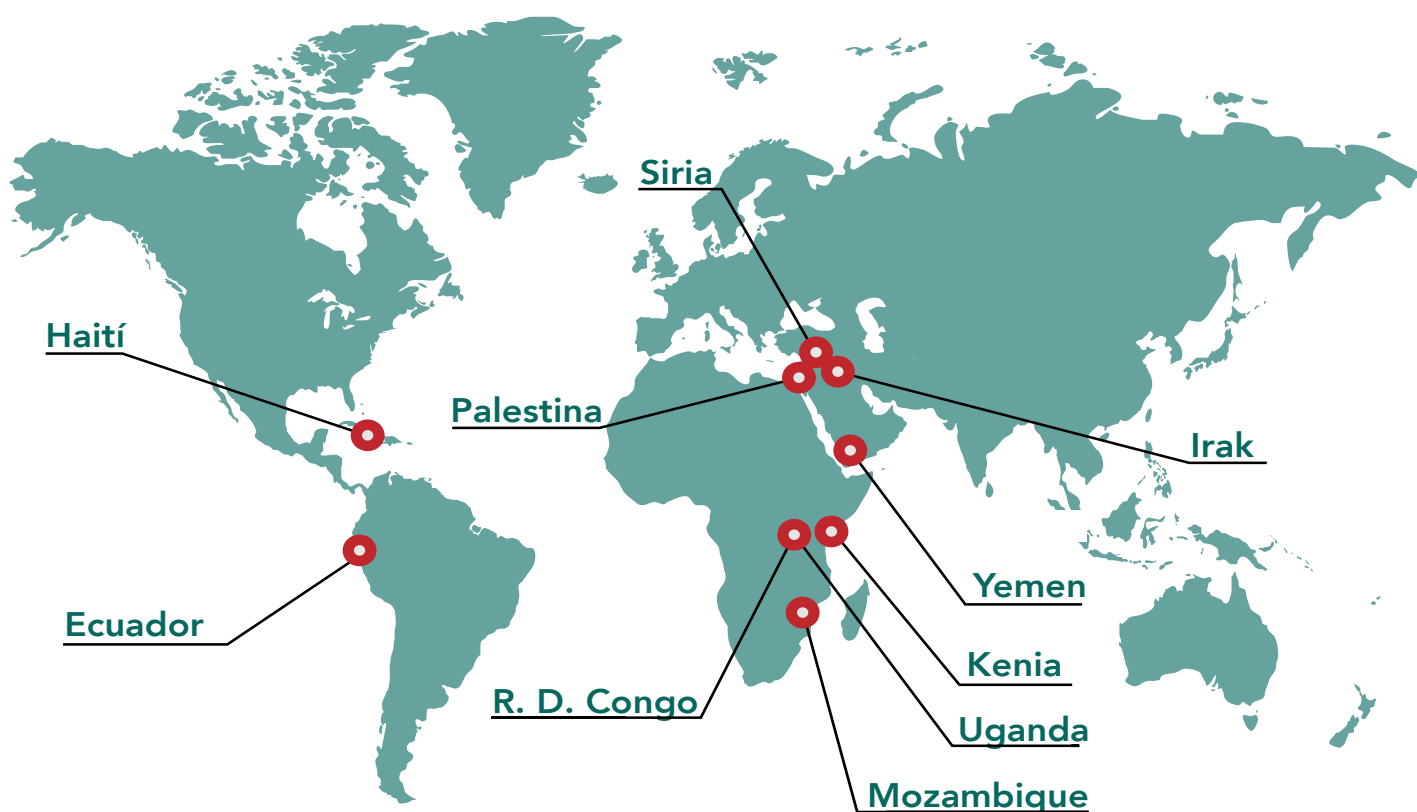 Siria
Haití
Palestina
Irak
Yemen
Ecuador
Kenia
R. D. Congo
Uganda
Mozambique